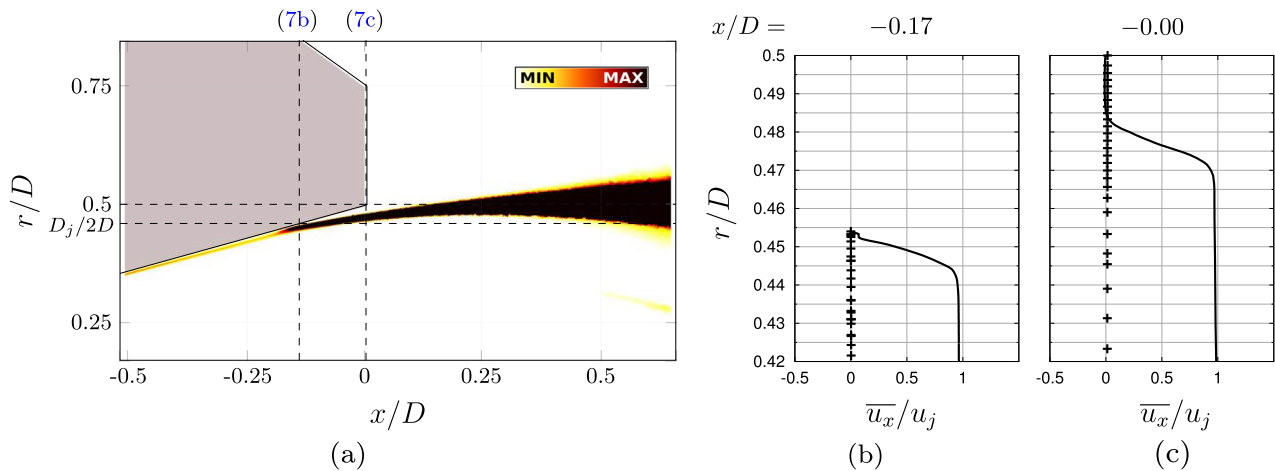 (7b) (7c)
MIN MAX
0.75
0.5
D_j/2D
0.25
r/D
-0.5 -0.25 0 0.25 0.5
x/D
(a)
x/D = −0.17 −0.00
0.5
0.49
0.48
0.47
0.46
0.45
0.44
0.43
0.42
r/D
-0.5 0 0.5 1 -0.5 0 0.5 1
\overline{u_x}/u_j \overline{u_x}/u_j
(b) (c)